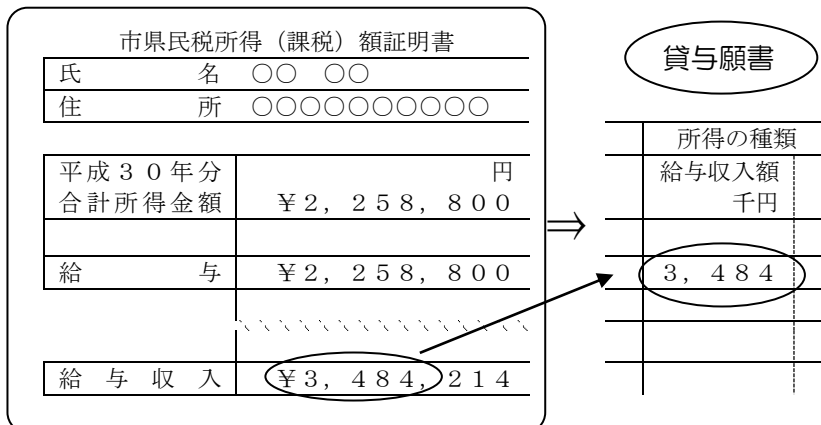 市県民税所得（課税）額証明書
氏名 ○○ ○○
住所 ○○○○○○○○○○
平成３０年分 円
合計所得金額 ￥２，２５８，８００
給与 ￥２，２５８，８００
給与収入 ￥３，４８４，２１４
⇒
貸与願書
所得の種類
給与収入額
千円
３，４８４